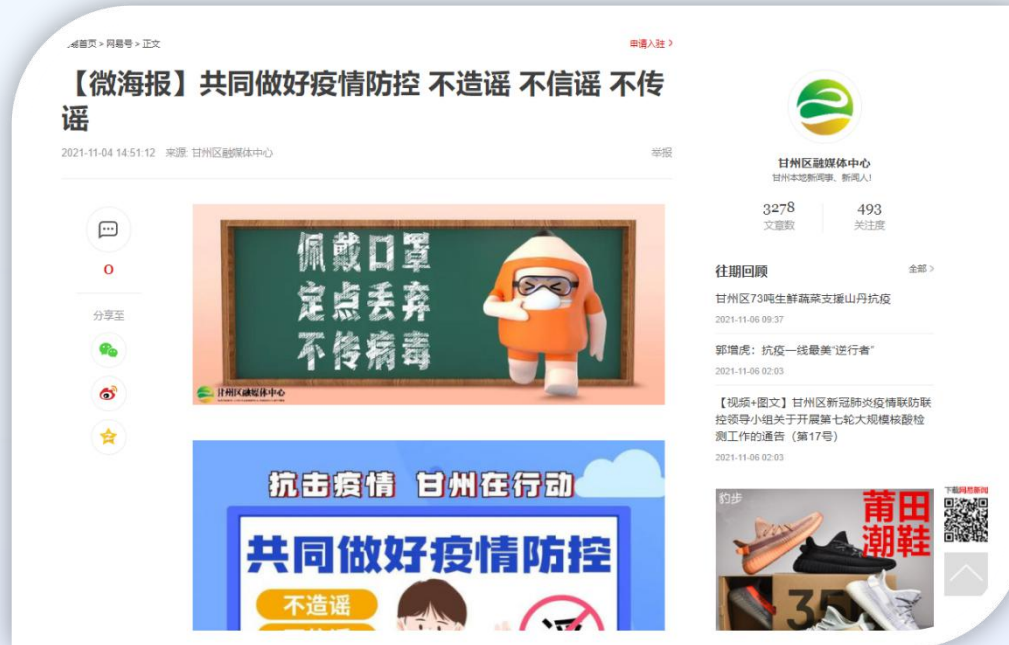 易首页 > 网易号 > 正文
申请入驻 >
【微海报】共同做好疫情防控 不造谣 不信谣 不传
谣
2021-11-04 14:51:12 来源: 甘州区融媒体中心
举报
0
分享至
佩戴口罩
定点丢弃
不传病毒
甘州区融媒体中心
抗击疫情 甘州在行动
共同做好疫情防控
不造谣
甘州区融媒体中心
甘州本地新闻事、新闻人!
3278
文章数
493
关注度
往期回顾
全部 >
甘州区73吨生鲜蔬菜支援山丹抗疫
2021-11-06 09:37
郭增虎：抗疫一线最美“逆行者”
2021-11-06 02:03
【视频+图文】甘州区新冠肺炎疫情联防联
控领导小组关于开展第七轮大规模核酸检
测工作的通告（第17号）
2021-11-06 02:03
豹步
莆田
潮鞋
35
下载网易新闻